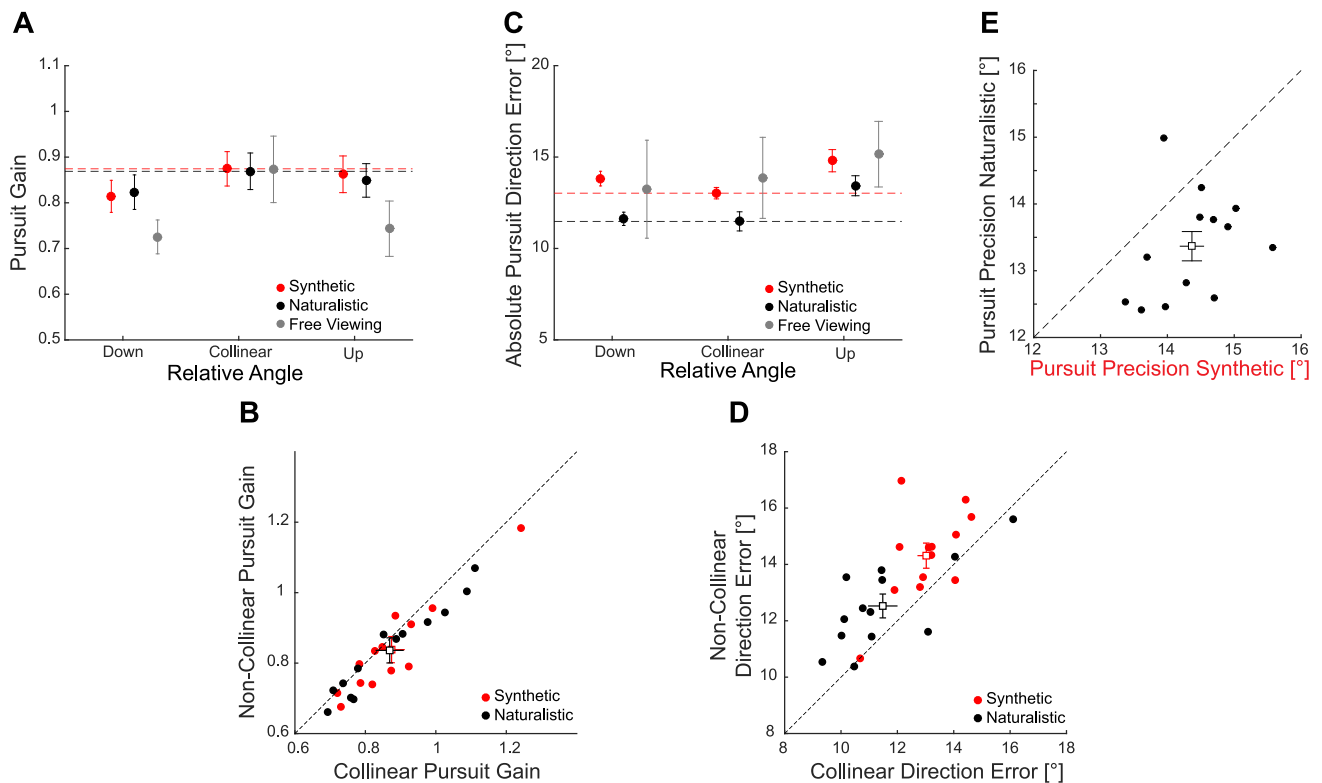 A
Pursuit Gain
1.1
1
0.9
0.8
0.7
0.6
0.5
Synthetic
Naturalistic
Free Viewing
Down
Collinear
Up
Relative Angle
C
Absolute Pursuit Direction Error [°]
20
15
10
5
Synthetic
Naturalistic
Free Viewing
Down
Collinear
Up
Relative Angle
E
Pursuit Precision Naturalistic [°]
16
15
14
13
12
12
13
14
15
16
Pursuit Precision Synthetic [°]
B
Non-Collinear Pursuit Gain
1.2
1
0.8
0.6
Synthetic
Naturalistic
0.6
0.8
1
1.2
Collinear Pursuit Gain
D
Non-Collinear
Direction Error [°]
18
16
14
12
10
8
Synthetic
Naturalistic
8
10
12
14
16
18
Collinear Direction Error [°]